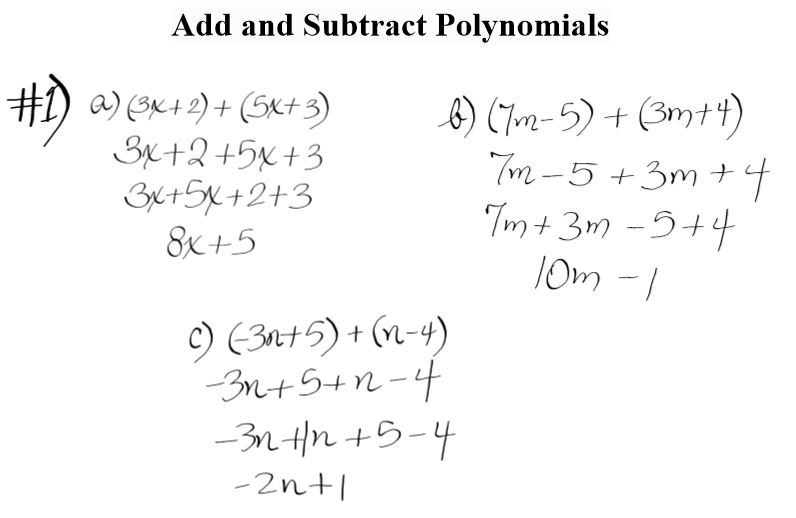 Add and Subtract Polynomials
#1) a) (3x+2) + (5x+3)
3x+2+5x+3
3x+5x+2+3
8x+5
b) (7m-5) + (3m+4)
7m-5+3m+4
7m+3m-5+4
10m-1
c) (-3n+5) + (n-4)
-3n+5+n-4
-3n+1n+5-4
-2n+1